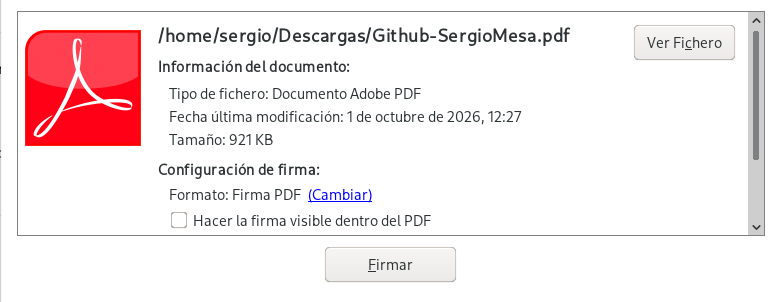 /home/sergio/Descargas/Github-SergioMesa.pdf
Ver Fichero
Información del documento:
Tipo de fichero: Documento Adobe PDF
Fecha última modificación: 1 de octubre de 2026, 12:27
Tamaño: 921 KB
Configuración de firma:
Formato: Firma PDF (Cambiar)
Hacer la firma visible dentro del PDF
Firmar